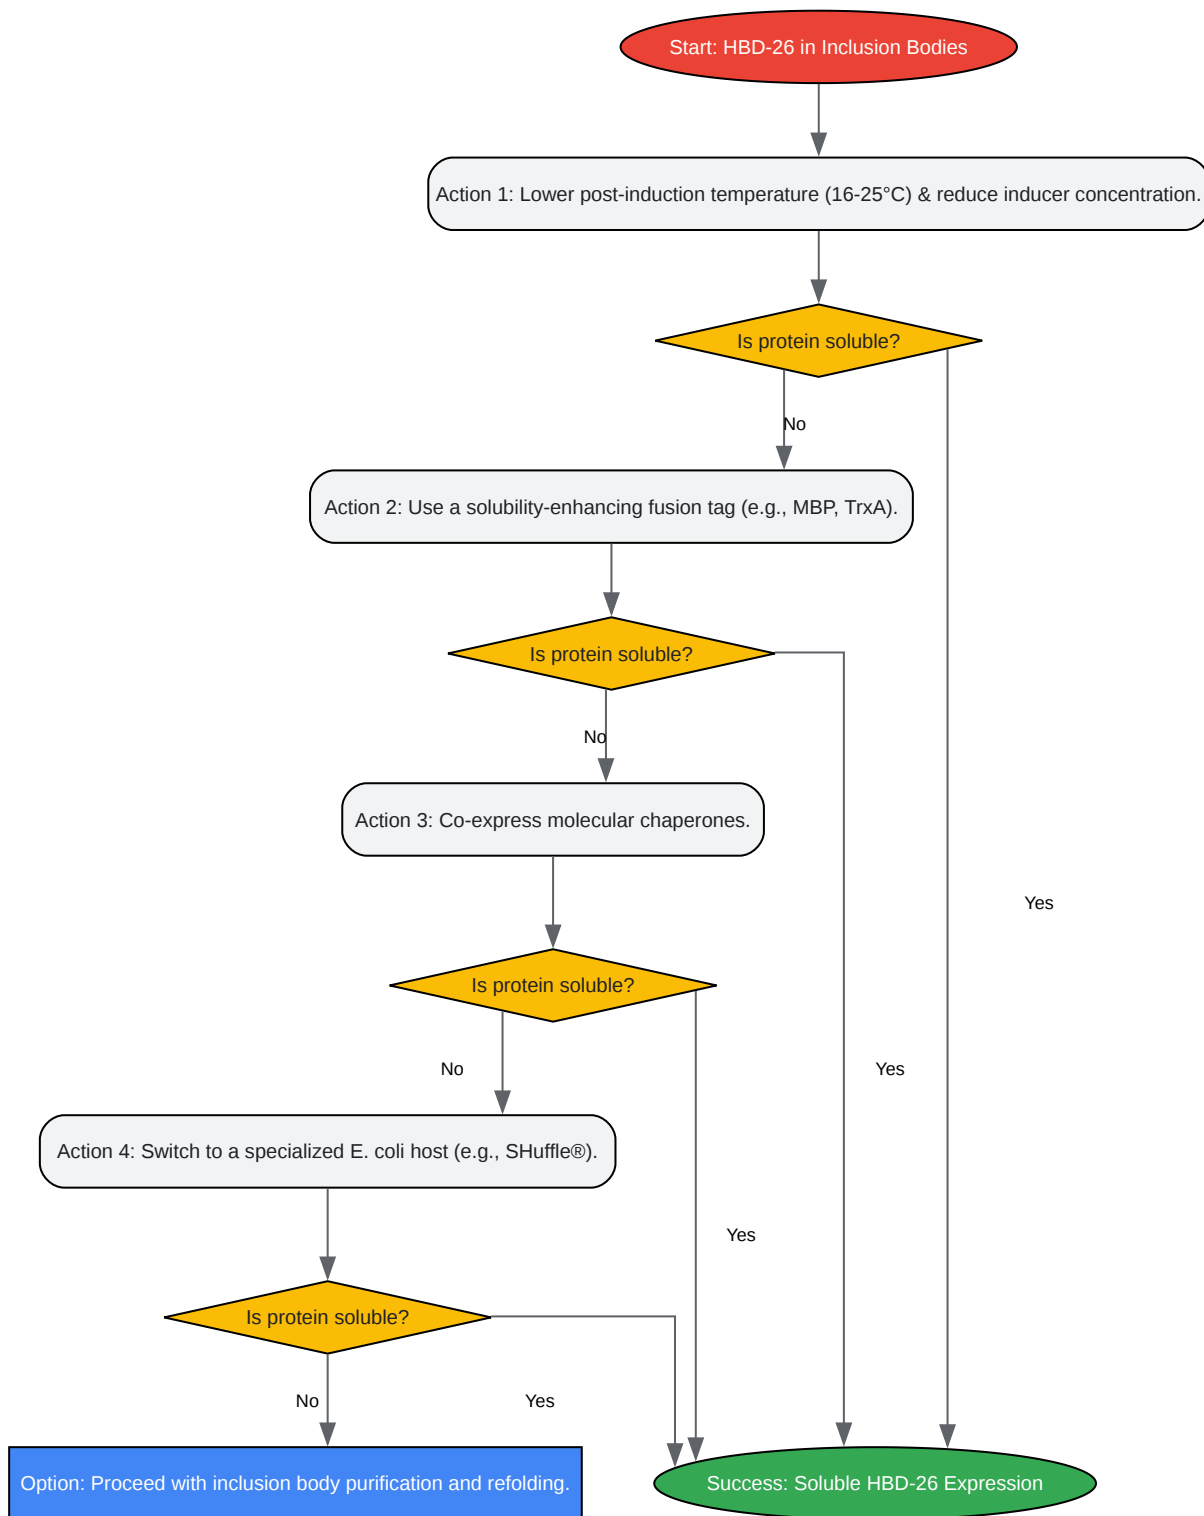 Start: HBD-26 in Inclusion Bodies
Action 1: Lower post-induction temperature (16-25°C) & reduce inducer concentration.
Is protein soluble?
No
Action 2: Use a solubility-enhancing fusion tag (e.g., MBP, TrxA).
Is protein soluble?
No
Action 3: Co-express molecular chaperones.
Yes
Is protein soluble?
No
Yes
Action 4: Switch to a specialized E. coli host (e.g., SHuffle®).
Yes
Is protein soluble?
No
Yes
Option: Proceed with inclusion body purification and refolding.
Success: Soluble HBD-26 Expression